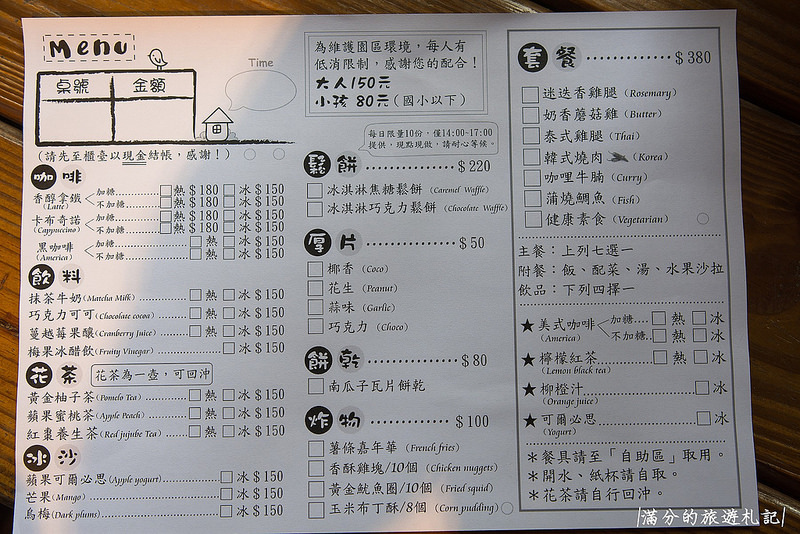 Menu
Time
桌號 金額
(請先至櫃臺以現金結帳，感謝！)
咖啡
香醇拿鐵 (Latte) 加糖 熱 $180 冰 $150
不加糖 熱 $180 冰 $150
卡布奇諾 (Cappuccino) 加糖 熱 $180 冰 $150
不加糖 熱 $180 冰 $150
黑咖啡 (America) 加糖 熱 冰 $150
不加糖 熱 冰 $150
飲料
抹茶牛奶 (Matcha Milk) 熱 冰 $150
巧克力可可 (Chocolate cocoa) 熱 冰 $150
蔓越莓果釀 (Cranberry Juice) 熱 冰 $150
梅果冰醋飲 (Fruity Vinegar) 冰 $150
花茶 花茶為一壺，可回沖
黃金柚子茶 (Pomelo Tea) 熱 冰 $150
蘋果蜜桃茶 (Apple Peach) 熱 冰 $150
紅棗養生茶 (Red jujube Tea) 熱 冰 $150
冰沙
蘋果可爾必思 (Apple yogurt) 冰 $150
芒果 (Mango) 冰 $150
烏梅 (Dark plums) 冰 $150
為維護園區環境，每人有
低消限制，感謝您的配合！
大人150元
小孩 80元 (國小以下)
每日限量10份，僅14:00~17:00
提供，現點現做，請耐心等候。
鬆餅 $220
冰淇淋焦糖鬆餅 (Caremel Waffle)
冰淇淋巧克力鬆餅 (Chocolate Waffle)
厚片 $50
椰香 (Coco)
花生 (Peanut)
蒜味 (Garlic)
巧克力 (Choco)
餅乾 $80
南瓜子瓦片餅乾
炸物 $100
薯條嘉年華 (French fries)
香酥雞塊/10個 (Chicken nuggets)
黃金魷魚圈/10個 (Fried squid)
玉米布丁酥/8個 (Corn pudding)
套餐 $380
迷迭香雞腿 (Rosemary)
奶香蘑菇雞 (Butter)
泰式雞腿 (Thai)
韓式燒肉 (Korea)
咖哩牛腩 (Curry)
蒲燒鯛魚 (Fish)
健康素食 (Vegetarian)
主餐：上列七選一
附餐：飯、配菜、湯、水果沙拉
飲品：下列四擇一
★美式咖啡 (America) 加糖 熱 冰
不加糖 熱 冰
★檸檬紅茶 熱 冰
(Lemon black tea)
★柳橙汁 冰
(Orange juice)
★可爾必思 冰
(Yogurt)
＊餐具請至「自助區」取用。
＊開水、紙杯請自取。
＊花茶請自行回沖。
|滿分的旅遊札記|